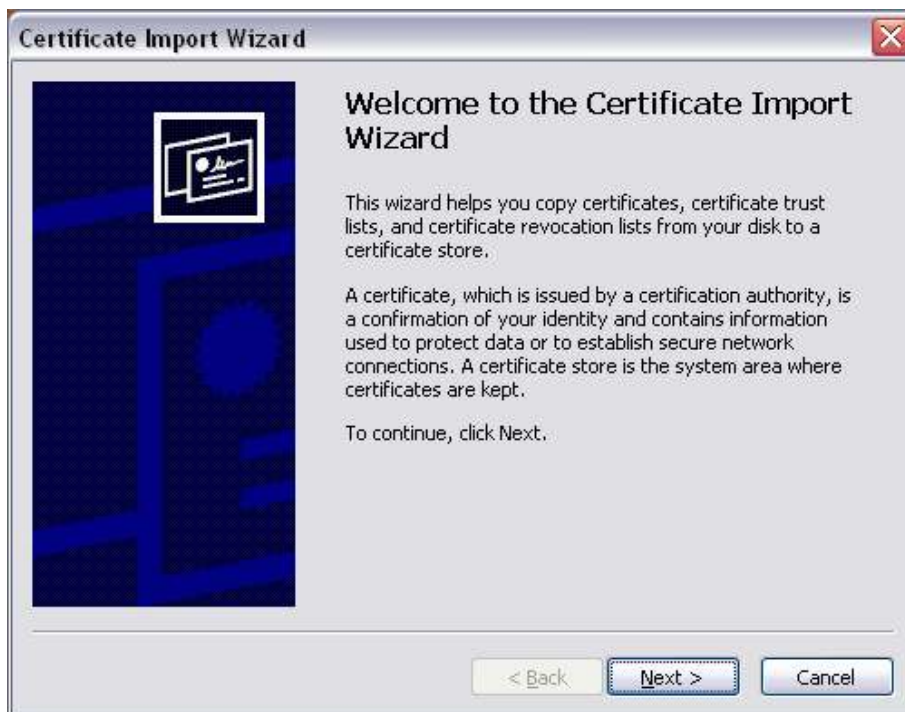 Certificate Import Wizard
Welcome to the Certificate Import
Wizard
This wizard helps you copy certificates, certificate trust
lists, and certificate revocation lists from your disk to a
certificate store.
A certificate, which is issued by a certification authority, is
a confirmation of your identity and contains information
used to protect data or to establish secure network
connections. A certificate store is the system area where
certificates are kept.
To continue, click Next.
< Back
Next >
Cancel